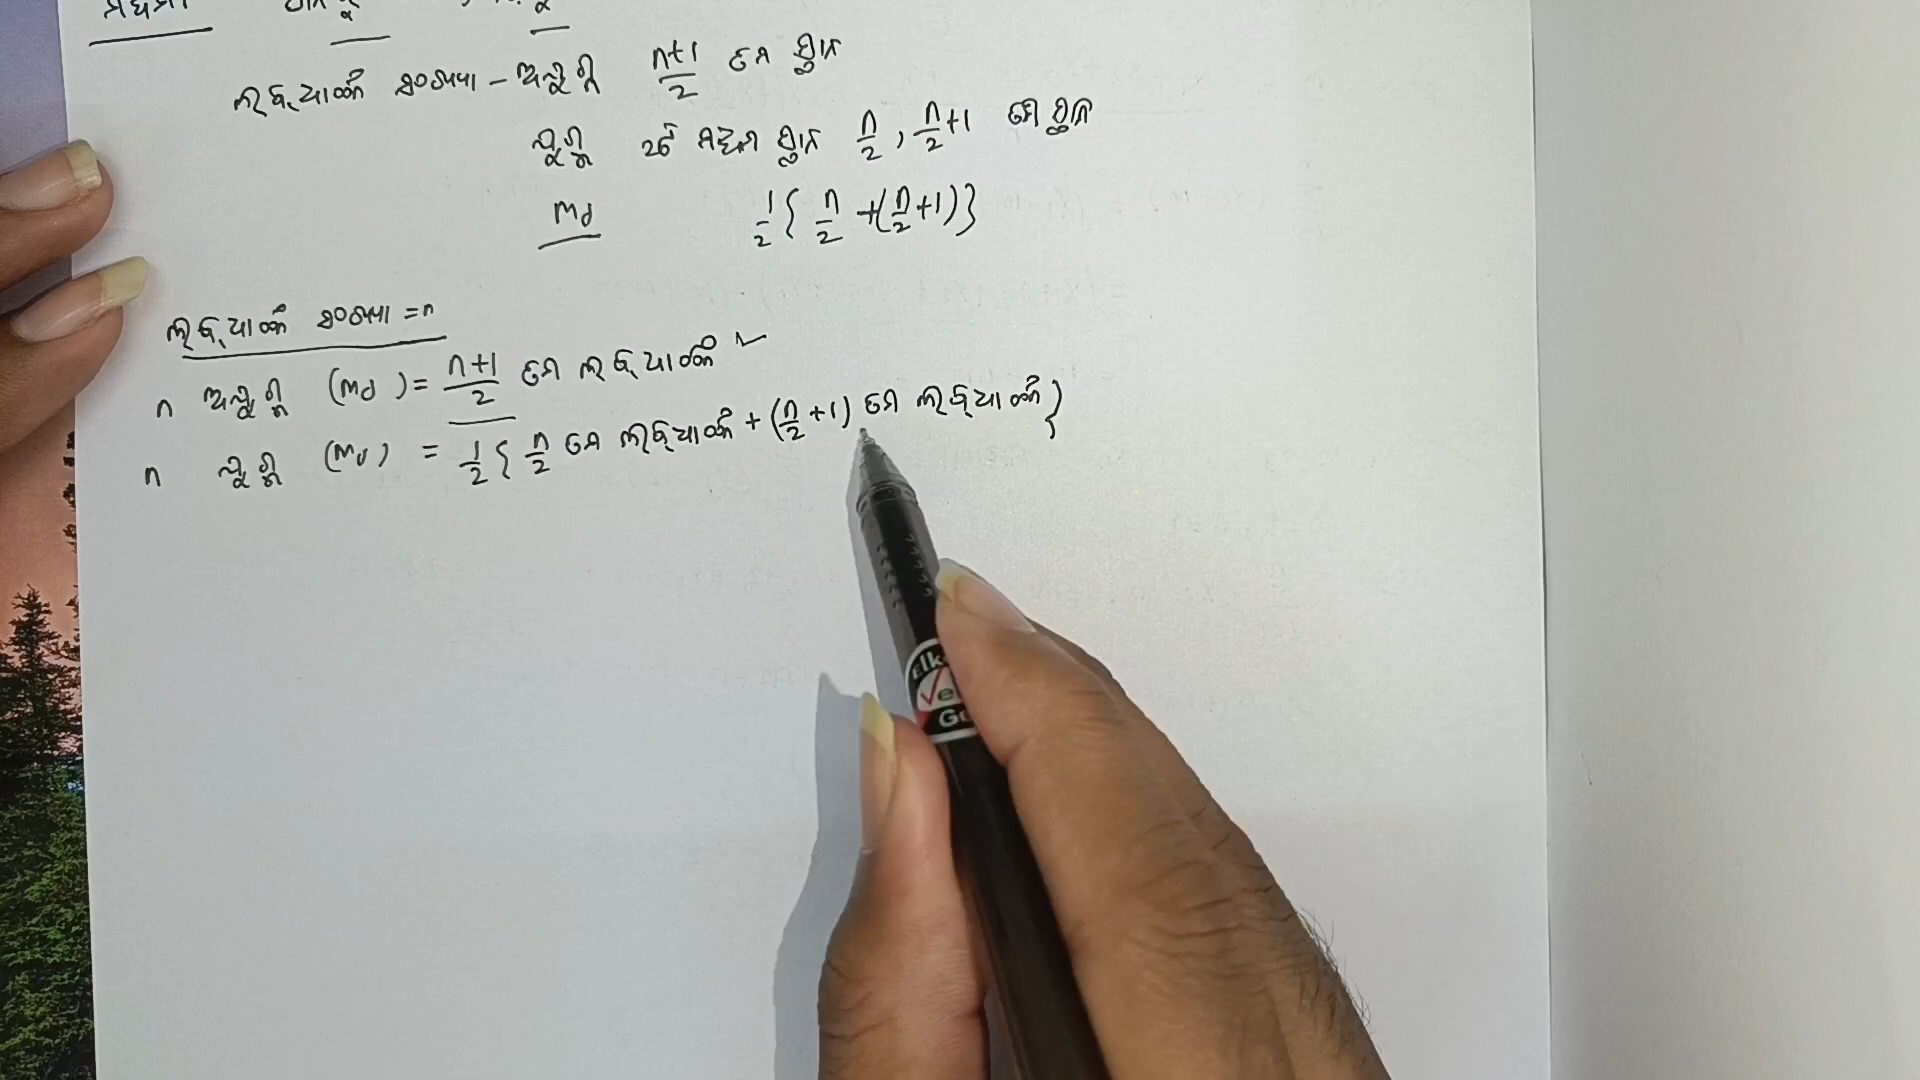 ଲବ୍ଧାଙ୍କ ସଂଖ୍ୟା - ଅଯୁଗ୍ମ n+1/2 ତମ ସ୍ଥାନ
ଯୁଗ୍ମ 2ଟି ମଧ୍ୟମ ସ୍ଥାନ n/2, n/2+1 ତମ ସ୍ଥାନ
Md 1/2{n/2+(n/2+1)}
ଲବ୍ଧାଙ୍କ ସଂଖ୍ୟା =n
n ଅଯୁଗ୍ମ (Md) = n+1/2 ତମ ଲବ୍ଧାଙ୍କ
n ଯୁଗ୍ମ (Md) = 1/2{n/2 ତମ ଲବ୍ଧାଙ୍କ + (n/2+1) ତମ ଲବ୍ଧାଙ୍କ}